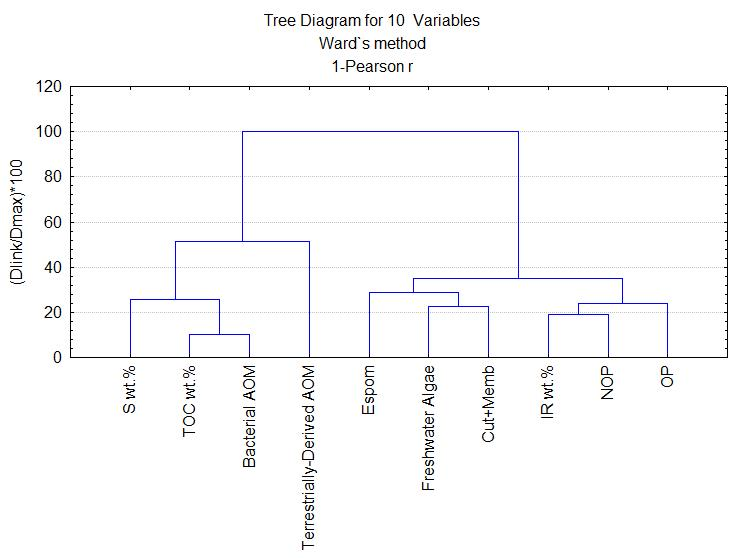 Tree Diagram for 10  Variables
Ward`s method
1-Pearson r
(Dlink/Dmax)*100
120
100
80
60
40
20
0
S wt.%
TOC wt.%
Bacterial AOM
Terrestrially-Derived AOM
Espom
Freshwater Algae
Cut+Memb
IR wt.%
NOP
OP